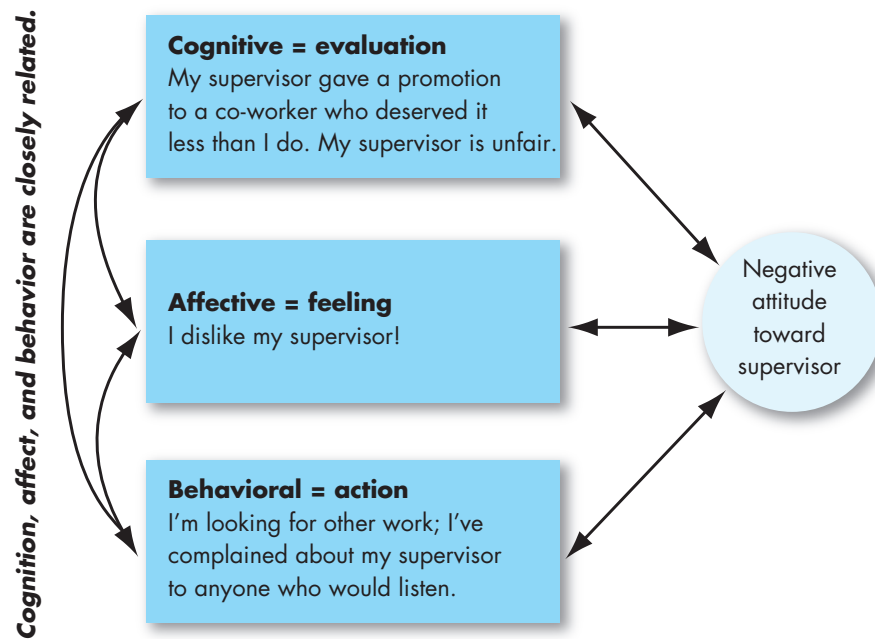 Cognition, affect, and behavior are closely related.
Cognitive = evaluation
My supervisor gave a promotion
to a co-worker who deserved it
less than I do. My supervisor is unfair.
Affective = feeling
I dislike my supervisor!
Behavioral = action
I’m looking for other work; I’ve
complained about my supervisor
to anyone who would listen.
Negative
attitude
toward
supervisor